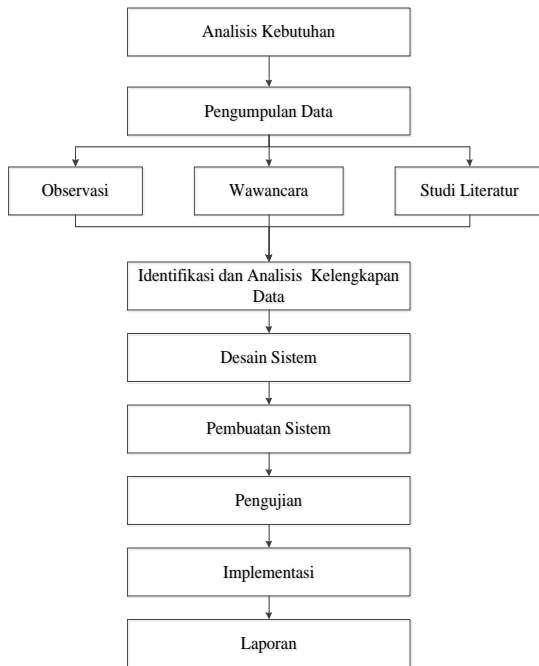 Analisis Kebutuhan
Pengumpulan Data
Observasi
Wawancara
Studi Literatur
Identifikasi dan Analisis Kelengkapan
Data
Desain Sistem
Pembuatan Sistem
Pengujian
Implementasi
Laporan